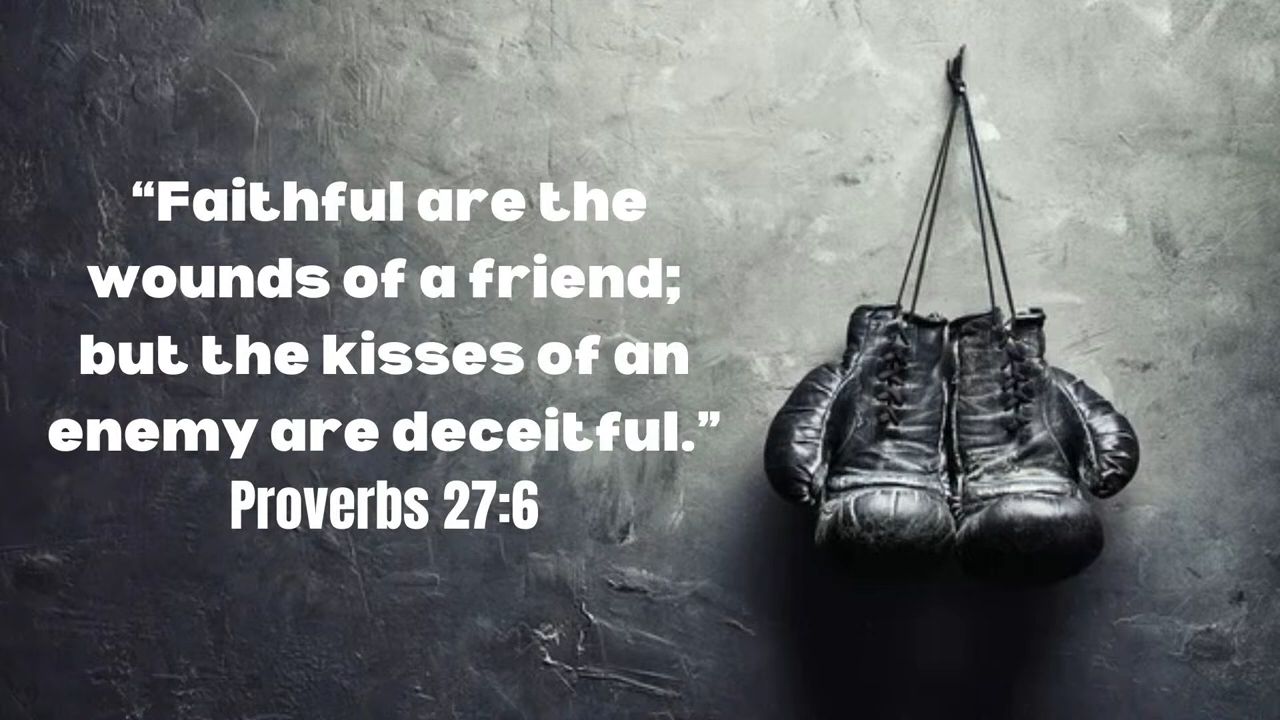 “Faithful are the
wounds of a friend;
but the kisses of an
enemy are deceitful.”
Proverbs 27:6